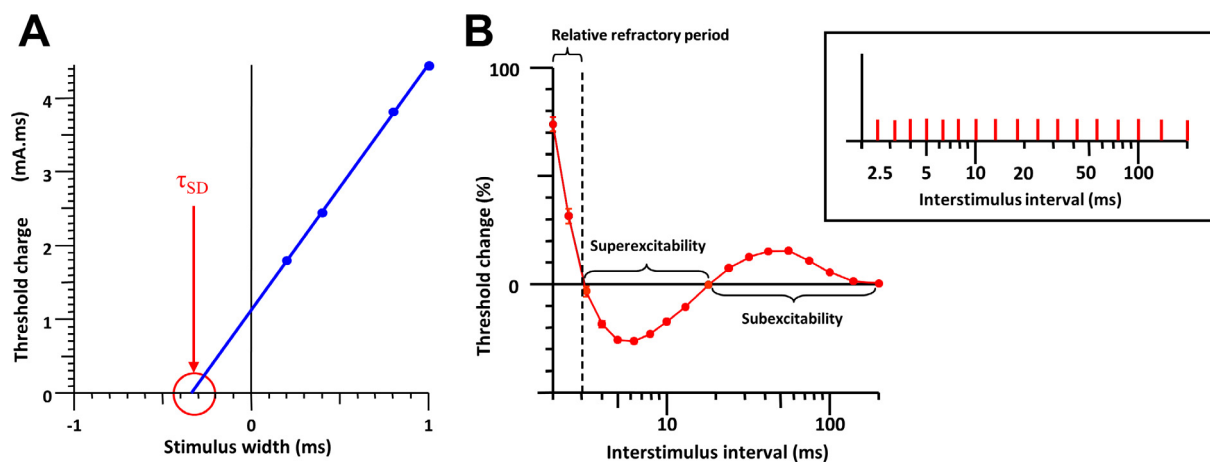 A
Threshold charge (mA.ms)
4
3
2
1
0
τSD
-1
0
1
Stimulus width (ms)
B
Relative refractory period
Threshold change (%)
100
0
Superexcitability
Subexcitability
10
100
Interstimulus interval (ms)
2.5
5
10
20
50
100
Interstimulus interval (ms)